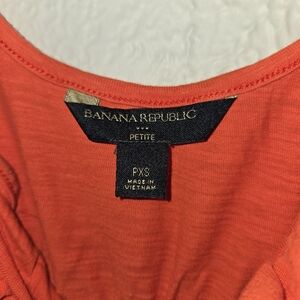 BANANA REPUBLIC
PETITE
PXS
MADE IN
VIETNAM